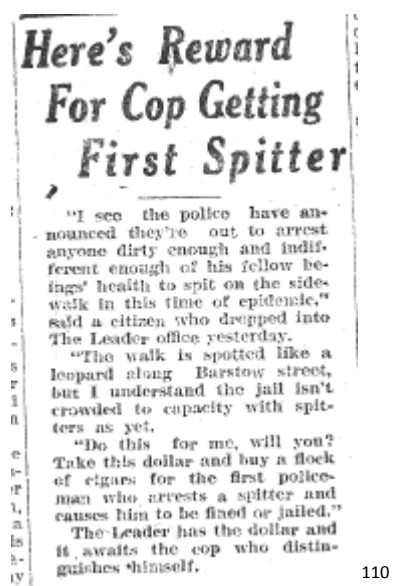 Here's Reward
For Cop Getting
First Spitter
"I see the police have an-
nounced they're out to arrest
anyone dirty enough and indif-
ferent enough of his fellow be-
ings' health to spit on the side-
walk in this time of epidemic,"
said a citizen who dropped into
The Leader office yesterday.
"The walk is spotted like a
leopard along Barstow street,
but I understand the jail isn't
crowded to capacity with spit-
ters as yet.
"Do this for me, will you?
Take this dollar and buy a flock
of cigars for the first police-
man who arrests a spitter and
causes him to be fined or jailed."
The Leader has the dollar and
it awaits the cop who distin-
guishes himself.
110